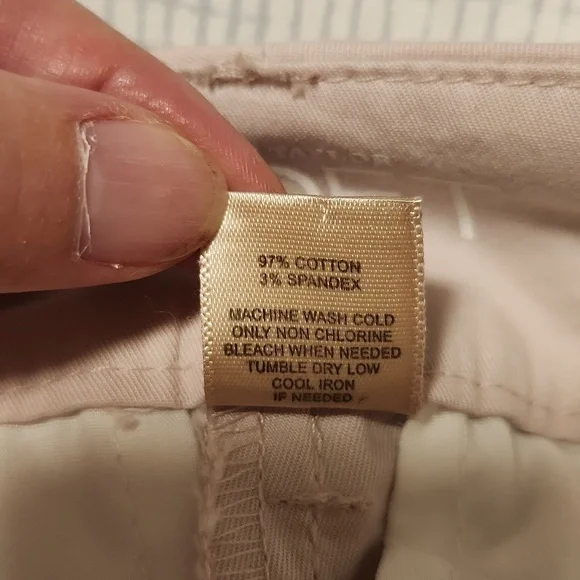 97% COTTON
3% SPANDEX
MACHINE WASH COLD
ONLY NON CHLORINE
BLEACH WHEN NEEDED
TUMBLE DRY LOW
COOL IRON
IF NEEDED